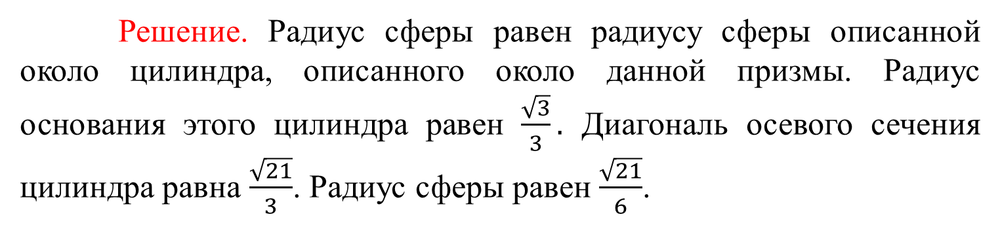 Решение. Радиус сферы равен радиусу сферы описанной
около цилиндра, описанного около данной призмы. Радиус
основания этого цилиндра равен √3/3. Диагональ осевого сечения
цилиндра равна √21/3. Радиус сферы равен √21/6.